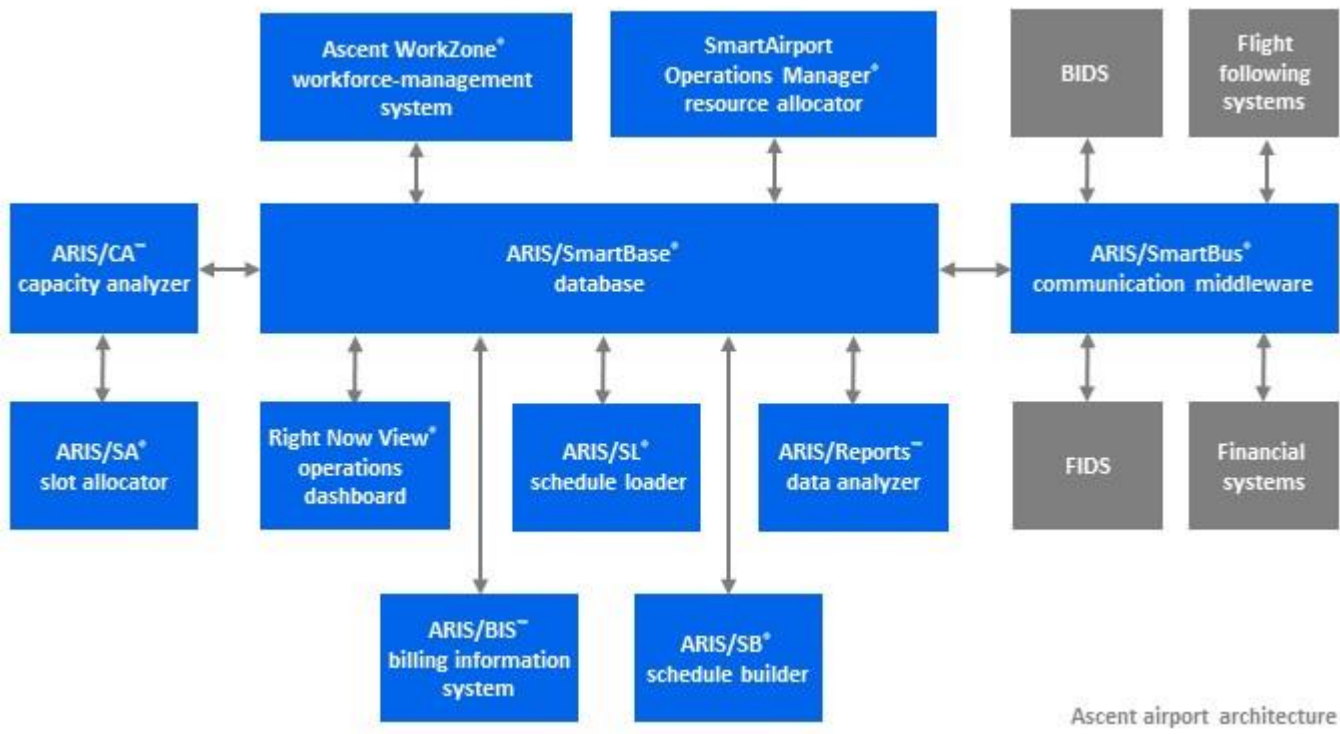 Ascent WorkZone®
workforce-management
system
SmartAirport
Operations Manager®
resource allocator
BIDS
Flight
following
systems
ARIS/CA™
capacity analyzer
ARIS/SmartBase®
database
ARIS/SmartBus®
communication middleware
ARIS/SA®
slot allocator
Right Now View®
operations
dashboard
ARIS/SL®
schedule loader
ARIS/Reports™
data analyzer
FIDS
Financial
systems
ARIS/BIS™
billing information
system
ARIS/SB®
schedule builder
Ascent airport architecture